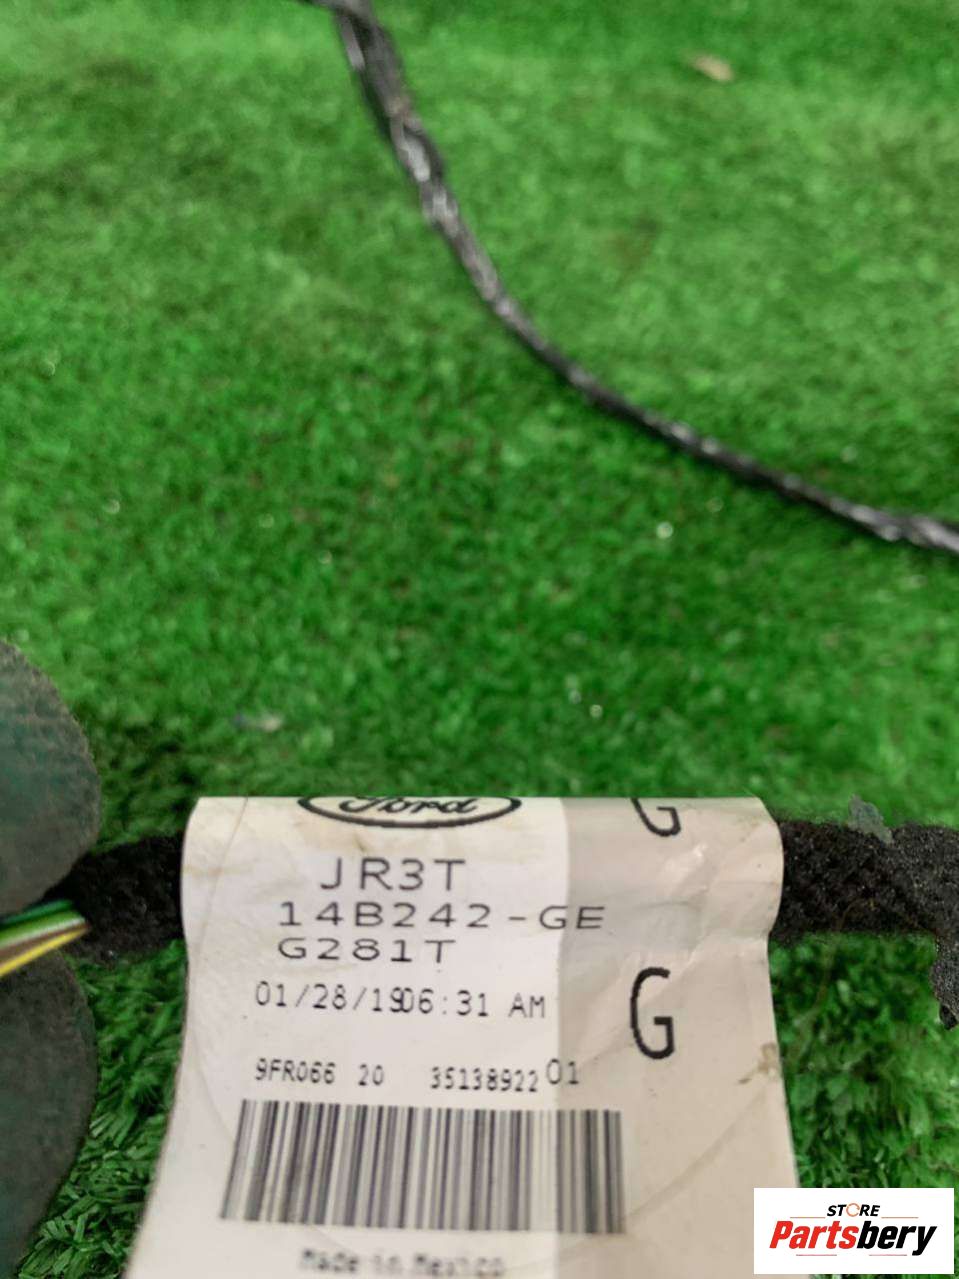 Ford G
JR3T
14B242-GE
G281T
01/28/19 06:31 AM
G
9FR066 20 35138922 01
Made in Mexico
STORE
Partsbery